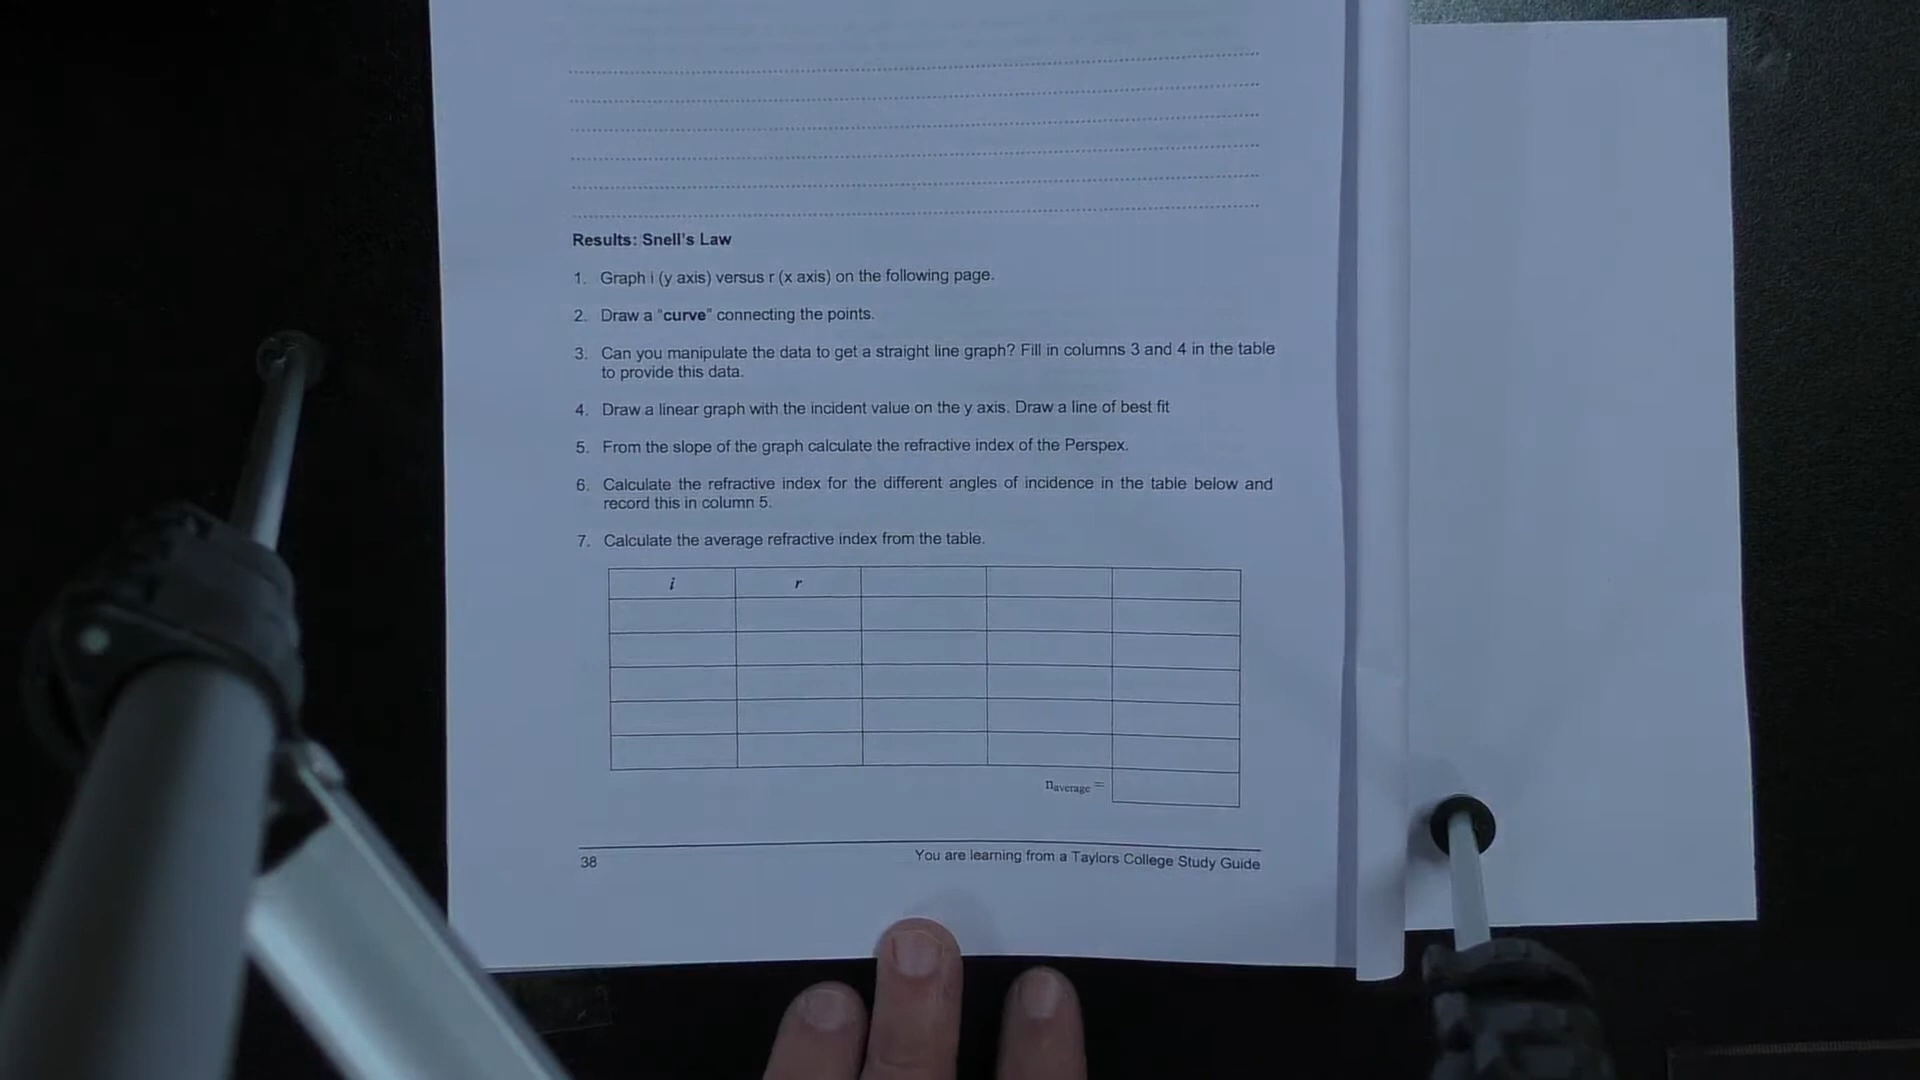 Results: Snell's Law
1. Graph i (y axis) versus r (x axis) on the following page.
2. Draw a "curve" connecting the points.
3. Can you manipulate the data to get a straight line graph? Fill in columns 3 and 4 in the table
to provide this data.
4. Draw a linear graph with the incident value on the y axis. Draw a line of best fit
5. From the slope of the graph calculate the refractive index of the Perspex.
6. Calculate the refractive index for the different angles of incidence in the table below and
record this in column 5.
7. Calculate the average refractive index from the table.
i r
naverage =
38 You are learning from a Taylors College Study Guide